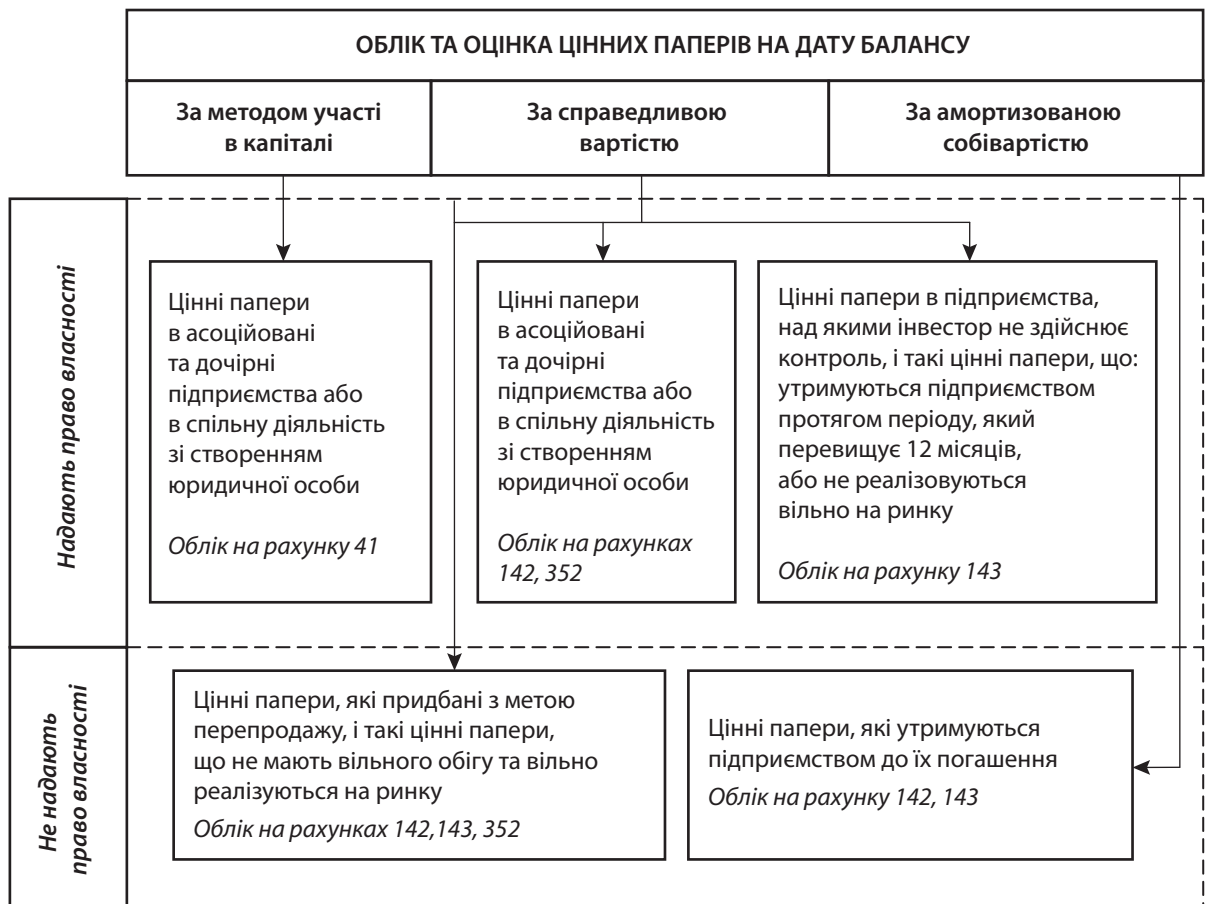 ОБЛІК ТА ОЦІНКА ЦІННИХ ПАПЕРІВ НА ДАТУ БАЛАНСУ
За методом участі
в капіталі
За справедливою
вартістю
За амортизованою
собівартістю
Надають право власності
Цінні папери
в асоційовані
та дочірні
підприємства або
в спільну діяльність
зі створенням
юридичної особи
Облік на рахунку 41
Цінні папери
в асоційовані
та дочірні
підприємства або
в спільну діяльність
зі створенням
юридичної особи
Облік на рахунках
142, 352
Цінні папери в підприємства,
над якими інвестор не здійснює
контроль, і такі цінні папери, що:
утримуються підприємством
протягом періоду, який
перевищує 12 місяців,
або не реалізовуються
вільно на ринку
Облік на рахунку 143
Не надають
право власності
Цінні папери, які придбані з метою
перепродажу, і такі цінні папери,
що не мають вільного обігу та вільно
реалізуються на ринку
Облік на рахунках 142,143, 352
Цінні папери, які утримуються
підприємством до їх погашення
Облік на рахунку 142, 143